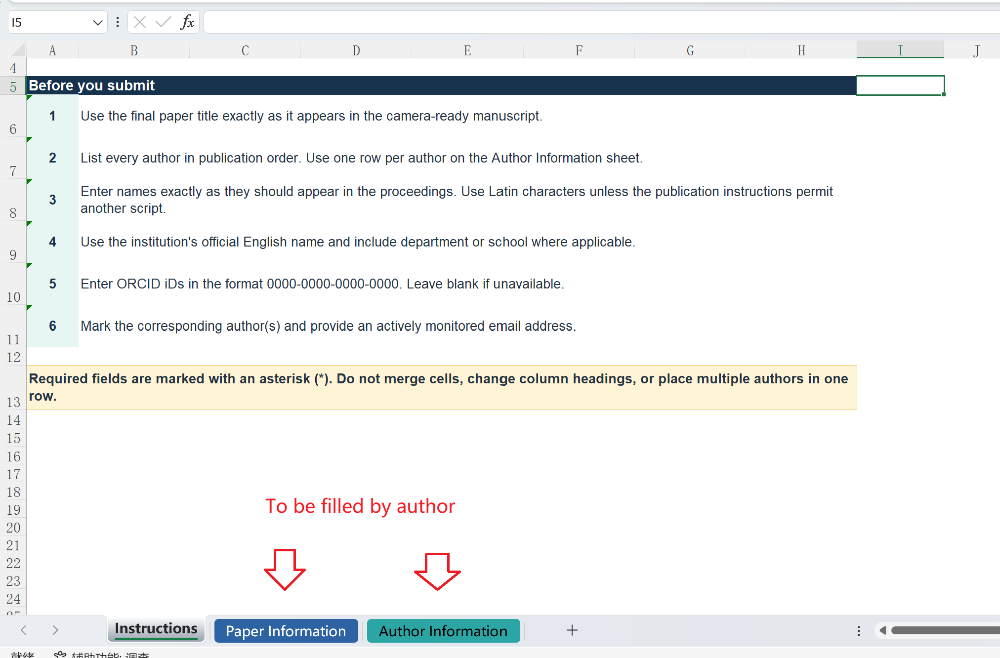 I5
fx
A B C D E F G H I J
4
5 Before you submit
6 1 Use the final paper title exactly as it appears in the camera-ready manuscript.
7 2 List every author in publication order. Use one row per author on the Author Information sheet.
8 3 Enter names exactly as they should appear in the proceedings. Use Latin characters unless the publication instructions permit
another script.
9 4 Use the institution's official English name and include department or school where applicable.
10 5 Enter ORCID iDs in the format 0000-0000-0000-0000. Leave blank if unavailable.
11 6 Mark the corresponding author(s) and provide an actively monitored email address.
12
13 Required fields are marked with an asterisk (*). Do not merge cells, change column headings, or place multiple authors in one
row.
14
15
16
17
18
19
To be filled by author
20
21
22
23
24
25
Instructions Paper Information Author Information +
就绪 辅助功能: 调查